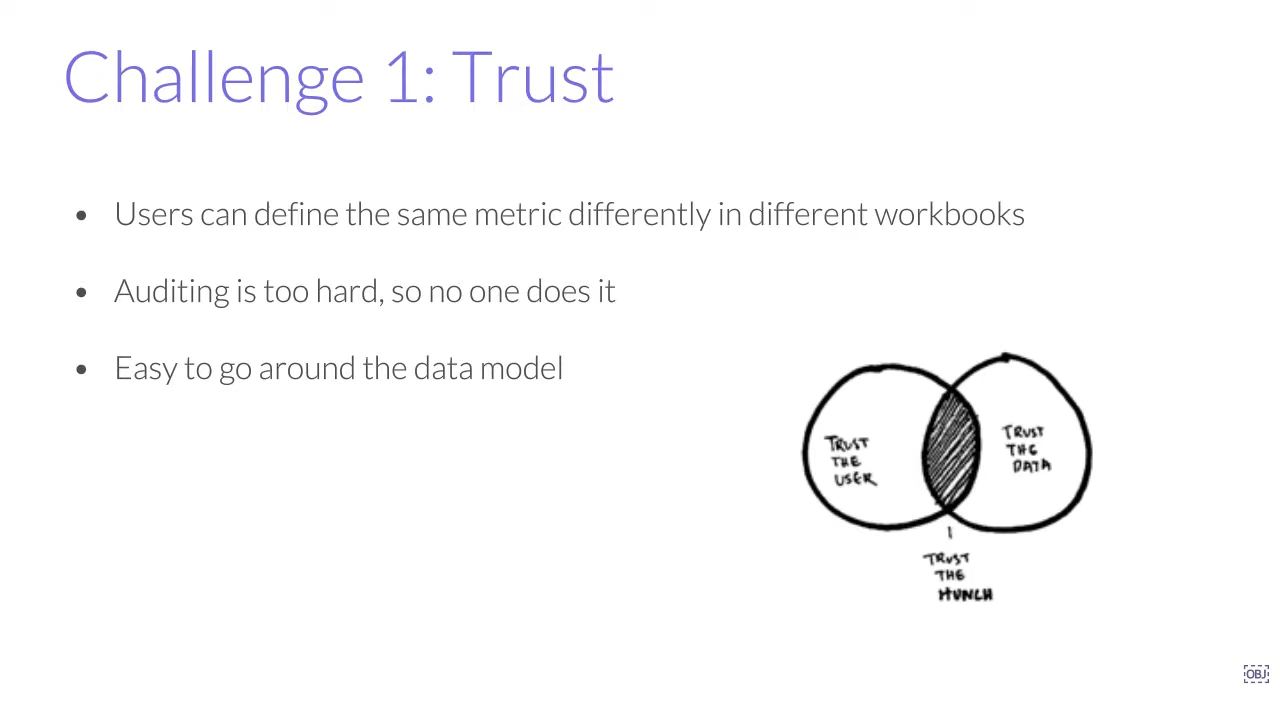 Challenge 1: Trust
• Users can define the same metric differently in different workbooks
• Auditing is too hard, so no one does it
• Easy to go around the data model
TRUST
THE
USER
TRUST
THE
DATA
TRUST
THE
HUNCH
OBJ